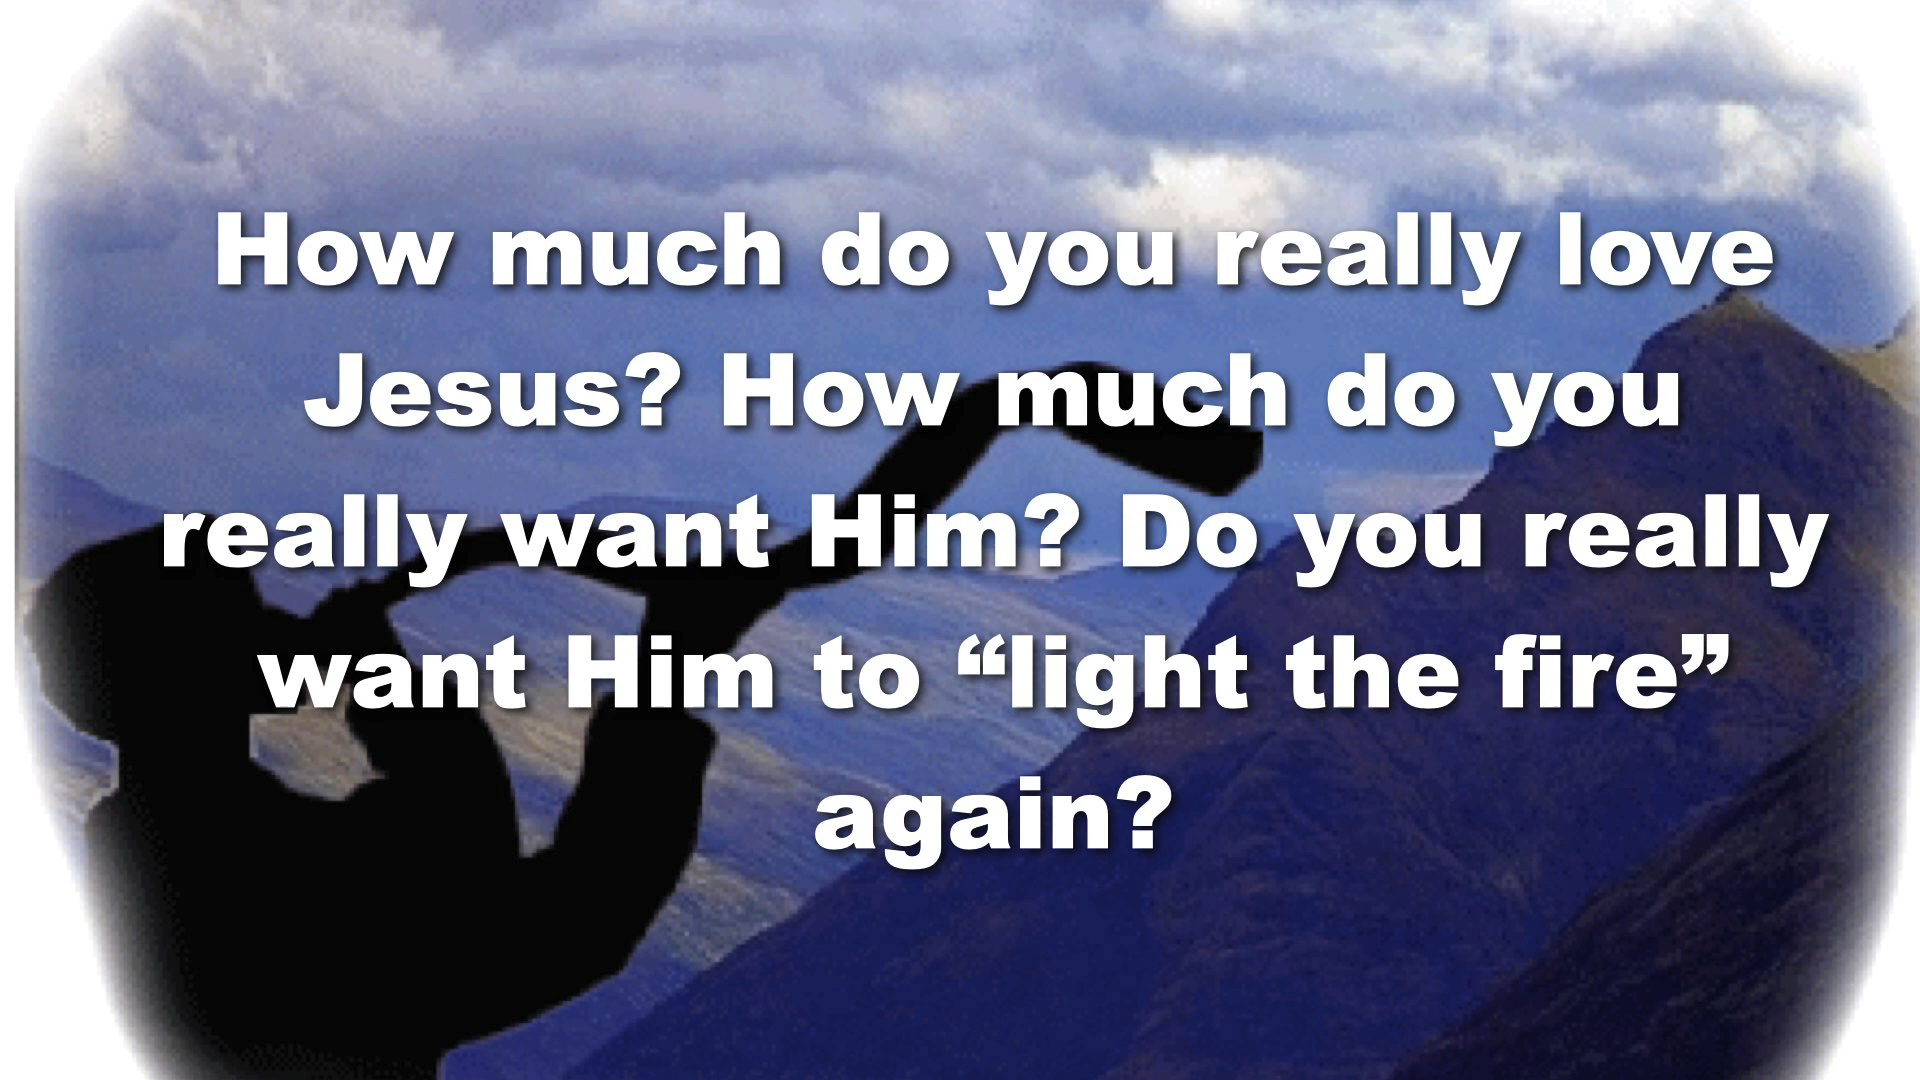 How much do you really love
Jesus? How much do you
really want Him? Do you really
want Him to “light the fire”
again?